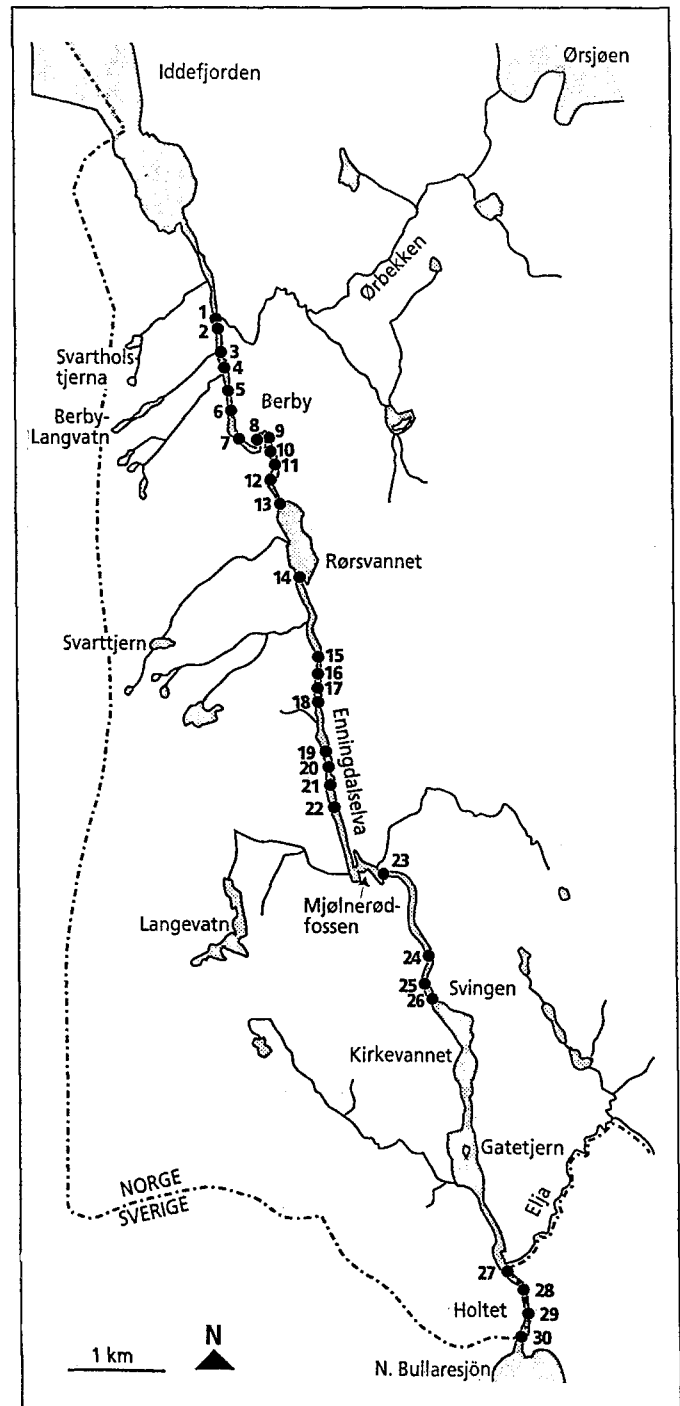 Iddefjorden
Ørsjøen
Ørbekken
1
2
Svarthols-
tjerna
3
4
Berby-
Langvatn
5
6
Berby
7
8
9
10
11
12
13
Rørsvannet
14
Svarttjern
15
16
17
18
Enningdalselva
19
20
21
22
23
Mjølnerød-
fossen
Langevatn
24
25
26
Svingen
Kirkevannet
Gatetjern
NORGE
SVERIGE
Elja
27
28
Holtet
29
30
N
1 km
N. Bullaresjön